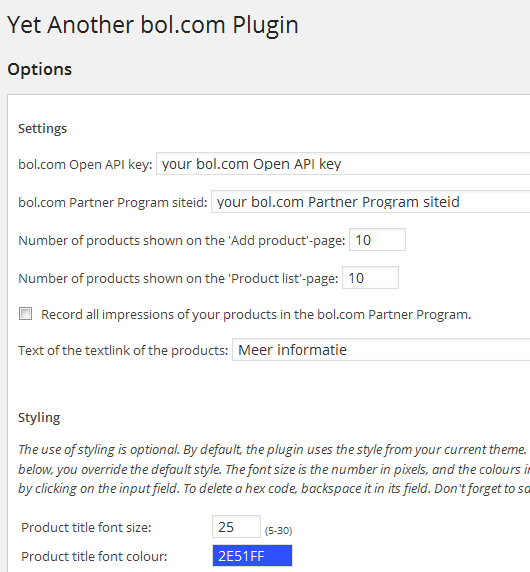 Yet Another bol.com Plugin
Options
Settings
bol.com Open API key: your bol.com Open API key
bol.com Partner Program siteid: your bol.com Partner Program siteid
Number of products shown on the 'Add product'-page: 10
Number of products shown on the 'Product list'-page: 10
Record all impressions of your products in the bol.com Partner Program.
Text of the textlink of the products: Meer informatie
Styling
The use of styling is optional. By default, the plugin uses the style from your current theme.
below, you override the default style. The font size is the number in pixels, and the colours
by clicking on the input field. To delete a hex code, backspace it in its field. Don't forget to
Product title font size: 25 (5-30)
Product title font colour: 2E51FF